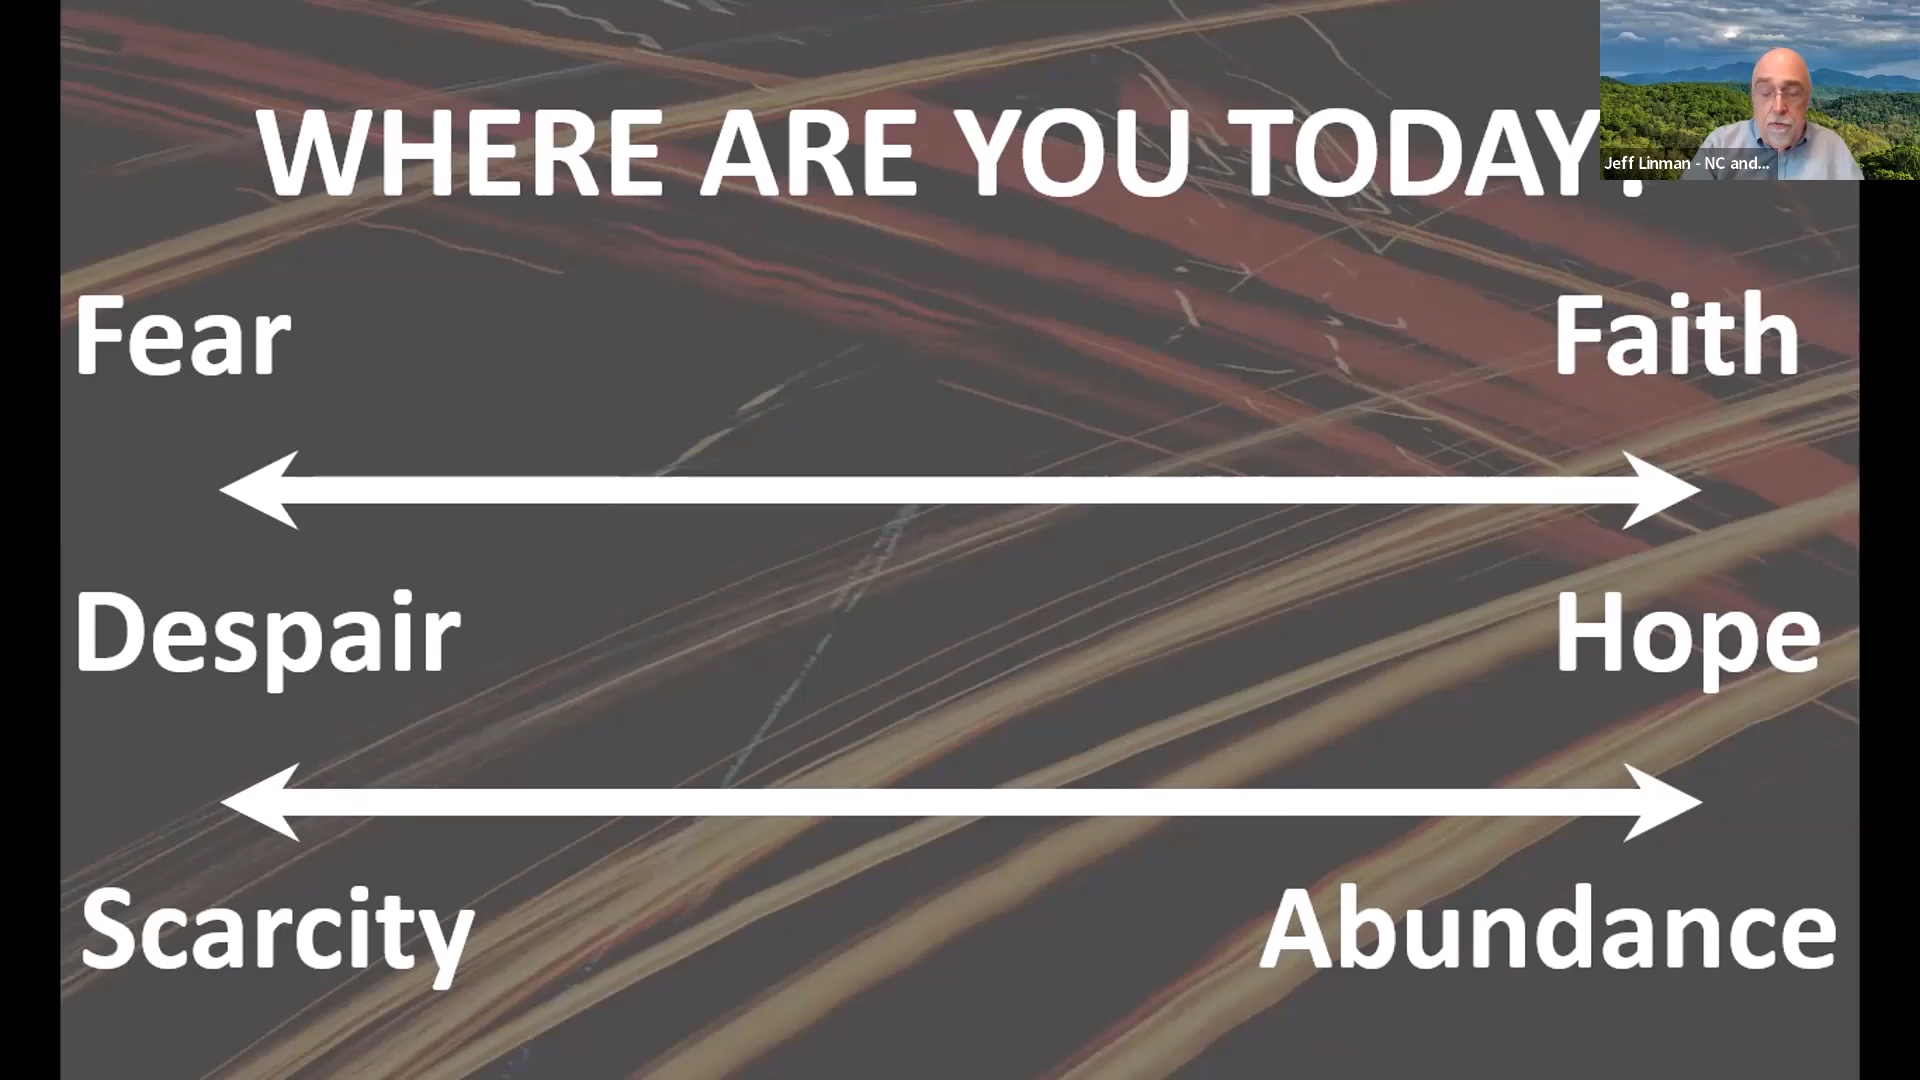 WHERE ARE YOU TODAY?
Jeff Linman - NC and...
Fear Faith
Despair Hope
Scarcity Abundance